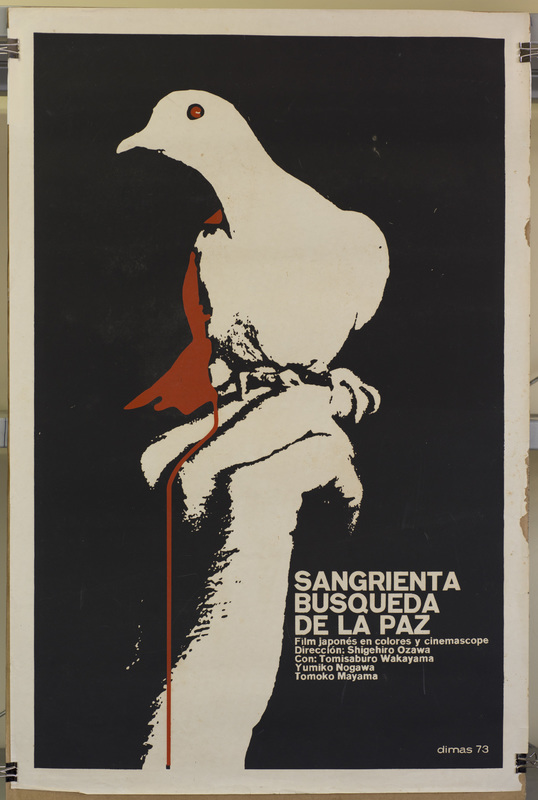 SANGRIENTA
BUSQUEDA
DE LA PAZ
Film japonés en colores y cinemascope
Dirección: Shigehiro Ozawa
Con: Tomisaburo Wakayama
Yumiko Nogawa
Tomoko Mayama
dimas 73